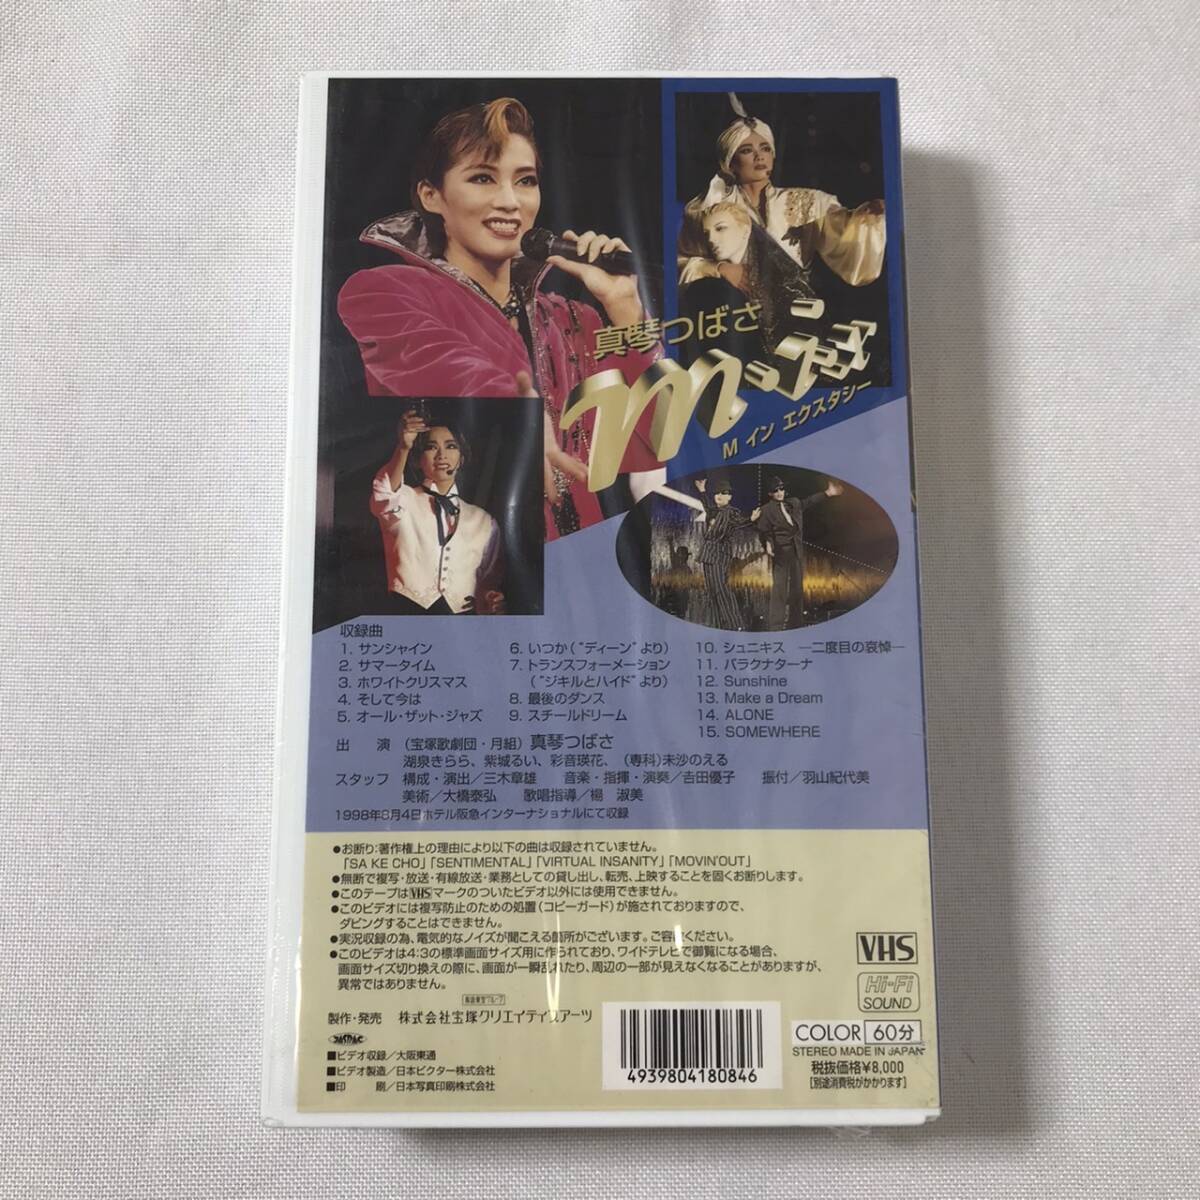 真琴つばさ
M イン エクスタシー
収録曲
1. サンシャイン
2. サマータイム
3. ホワイトクリスマス
4. そして今は
5. オール・ザット・ジャズ
6. いつか(“ディーン”より)
7. トランスフォーメーション
(“ジキルとハイド”より)
8. 最後のダンス
9. スチールドリーム
10. シュニキス ―二度目の哀悼―
11. バラクナターナ
12. Sunshine
13. Make a Dream
14. ALONE
15. SOMEWHERE
出 演 (宝塚歌劇団・月組) 真琴つばさ
湖泉きらら、紫城るい、彩音瑛花、(専科)未沙のえる
スタッフ 構成・演出/三木章雄 音楽・指揮・演奏/𠮷田優子 振付/羽山紀代美
美術/大橋泰弘 歌唱指導/楊 淑美
1998年8月4日ホテル阪急インターナショナルにて収録
●お断り:著作権上の理由により以下の曲は収録されていません。
「SA KE CHO」「SENTIMENTAL」「VIRTUAL INSANITY」「MOVIN'OUT」
●無断で複写・放送・有線放送・業務としての貸し出し、転売、上映することを固くお断りします。
●このテープはVHSマークのついたビデオ以外には使用できません。
●このビデオには複写防止のための処置(コピーガード)が施されておりますので、
ダビングすることはできません。
●実況収録の為、電気的なノイズが聞こえる箇所がございます。ご容赦ください。
●このビデオは4:3の標準画面サイズ用に作られており、ワイドテレビで御覧になる場合、
画面サイズ切り換えの際に、画面が一瞬乱れたり、周辺の一部が見えなくなることがありますが、
異常ではありません。
VHS
Hi-Fi
SOUND
阪急東宝グループ
製作・発売 株式会社宝塚クリエイティブアーツ
JASRAC
■ビデオ収録/大阪東通
■ビデオ製造/日本ビクター株式会社
■印 刷/日本写真印刷株式会社
4939804180846
COLOR 60分
STEREO MADE IN JAPAN
税抜価格¥8,000
[別途消費税がかかります]